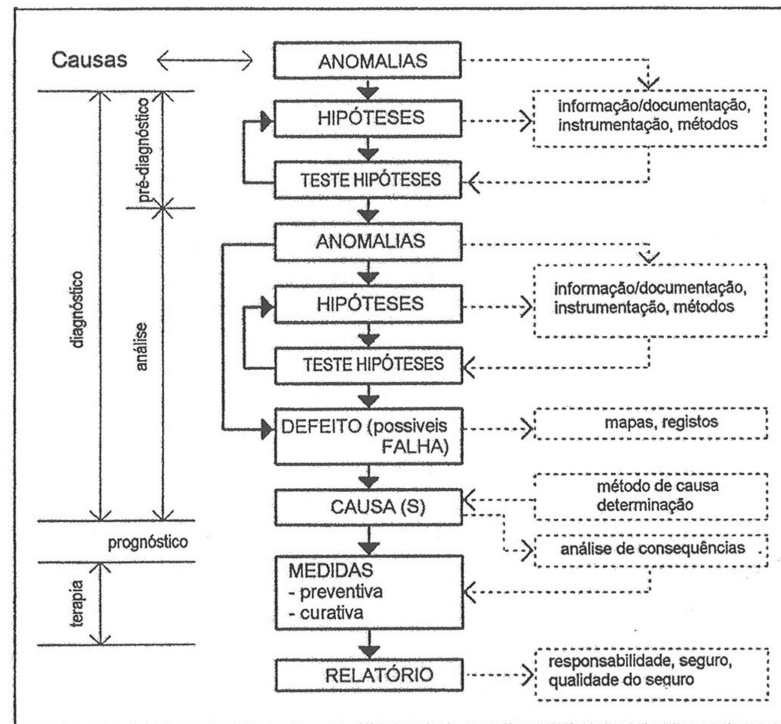 Causas
ANOMALIAS
informação/documentação,
instrumentação, métodos
HIPÓTESES
TESTE HIPÓTESES
pré-diagnóstico
ANOMALIAS
informação/documentação,
instrumentação, métodos
HIPÓTESES
TESTE HIPÓTESES
diagnóstico
análise
DEFEITO (possiveis
FALHA)
mapas, registos
CAUSA (S)
método de causa
determinação
prognóstico
análise de consequências
MEDIDAS
- preventiva
- curativa
terapia
RELATÓRIO
responsabilidade, seguro,
qualidade do seguro